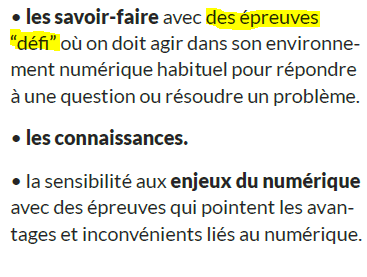 • les savoir-faire avec des épreuves
“défi” où on doit agir dans son environne-
ment numérique habituel pour répondre
à une question ou résoudre un problème.
• les connaissances.
• la sensibilité aux enjeux du numérique
avec des épreuves qui pointent les avan-
tages et inconvénients liés au numérique.